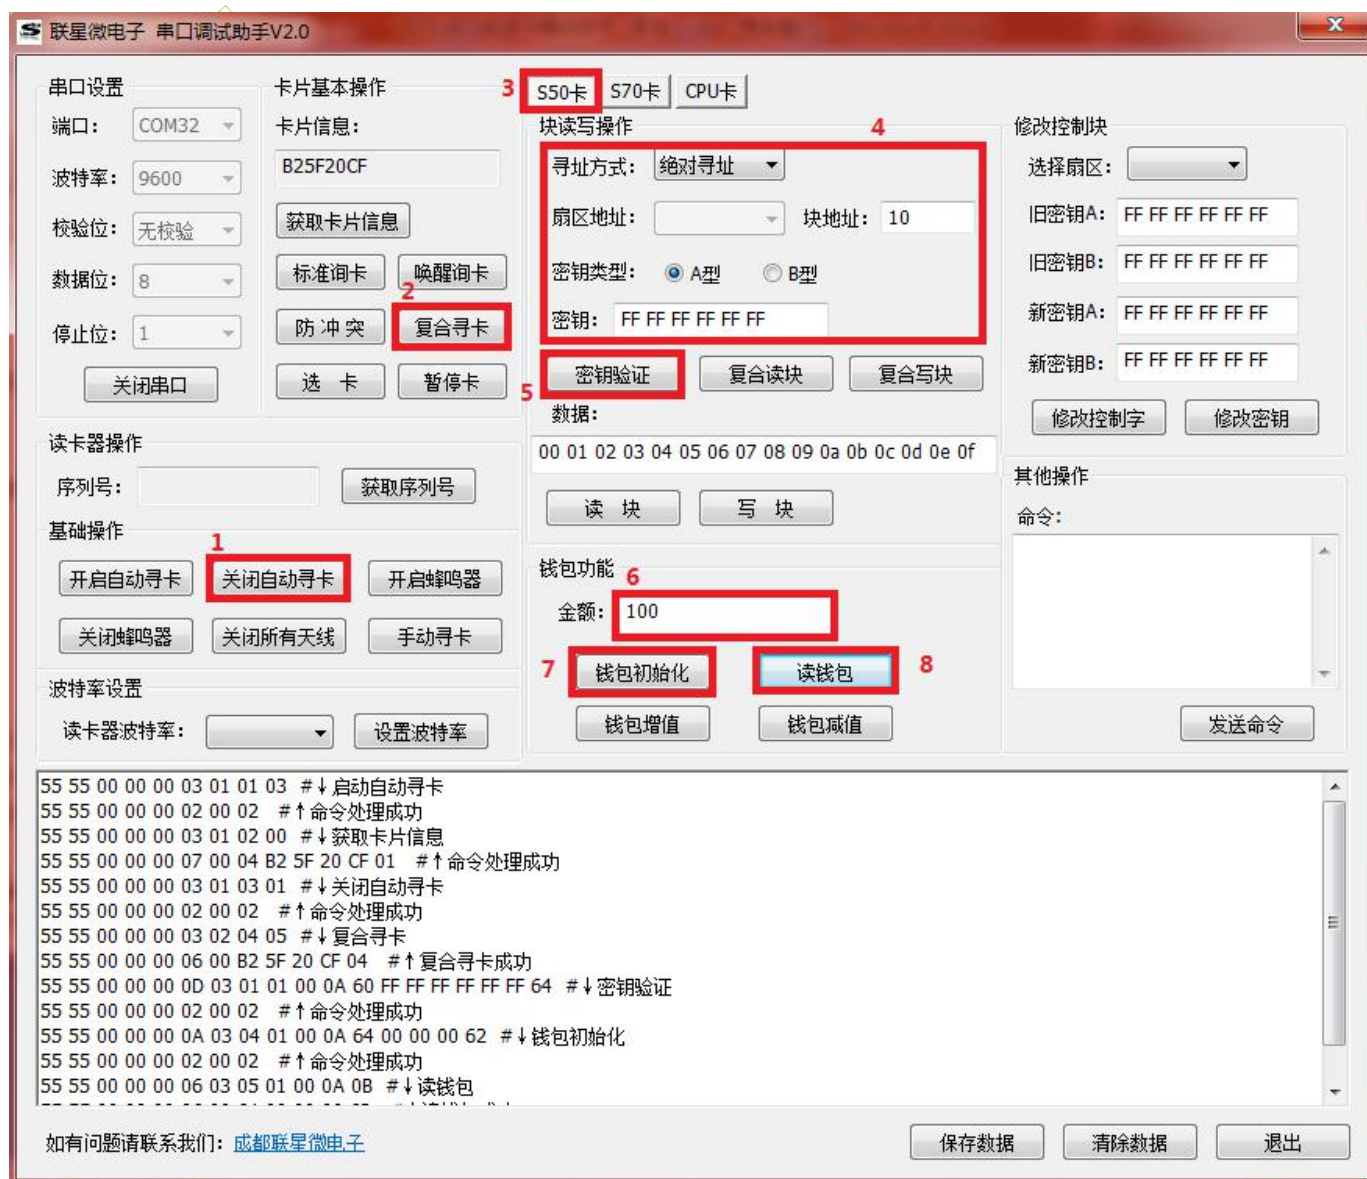 联星微电子 串口调试助手V2.0
x
串口设置
端口： COM32
波特率： 9600
校验位： 无校验
数据位： 8
停止位： 1
关闭串口
卡片基本操作
卡片信息：
B25F20CF
获取卡片信息
标准询卡 唤醒询卡
2
防 冲 突 复合寻卡
选 卡 暂停卡
读卡器操作
序列号： 获取序列号
基础操作
1
开启自动寻卡 关闭自动寻卡 开启蜂鸣器
关闭蜂鸣器 关闭所有天线 手动寻卡
波特率设置
读卡器波特率： 设置波特率
3 S50卡 S70卡 CPU卡
块读写操作 4
寻址方式： 绝对寻址
扇区地址： 块地址： 10
密钥类型： A型 B型
密钥： FF FF FF FF FF FF
5 密钥验证 复合读块 复合写块
数据：
00 01 02 03 04 05 06 07 08 09 0a 0b 0c 0d 0e 0f
读 块 写 块
钱包功能 6
金额： 100
7 钱包初始化 读钱包 8
钱包增值 钱包减值
修改控制块
选择扇区：
旧密钥A： FF FF FF FF FF FF
旧密钥B： FF FF FF FF FF FF
新密钥A： FF FF FF FF FF FF
新密钥B： FF FF FF FF FF FF
修改控制字 修改密钥
其他操作
命令：
发送命令
55 55 00 00 00 03 01 01 03 #↓启动自动寻卡
55 55 00 00 00 02 00 02 #↑命令处理成功
55 55 00 00 00 03 01 02 00 #↓获取卡片信息
55 55 00 00 00 07 00 04 B2 5F 20 CF 01 #↑命令处理成功
55 55 00 00 00 03 01 03 01 #↓关闭自动寻卡
55 55 00 00 00 02 00 02 #↑命令处理成功
55 55 00 00 00 03 02 04 05 #↓复合寻卡
55 55 00 00 00 06 00 B2 5F 20 CF 04 #↑复合寻卡成功
55 55 00 00 00 0D 03 01 01 00 0A 60 FF FF FF FF FF FF 64 #↓密钥验证
55 55 00 00 00 02 00 02 #↑命令处理成功
55 55 00 00 00 0A 03 04 01 00 0A 64 00 00 00 62 #↓钱包初始化
55 55 00 00 00 02 00 02 #↑命令处理成功
55 55 00 00 00 06 03 05 01 00 0A 0B #↓读钱包
如有问题请联系我们：成都联星微电子
保存数据 清除数据 退出